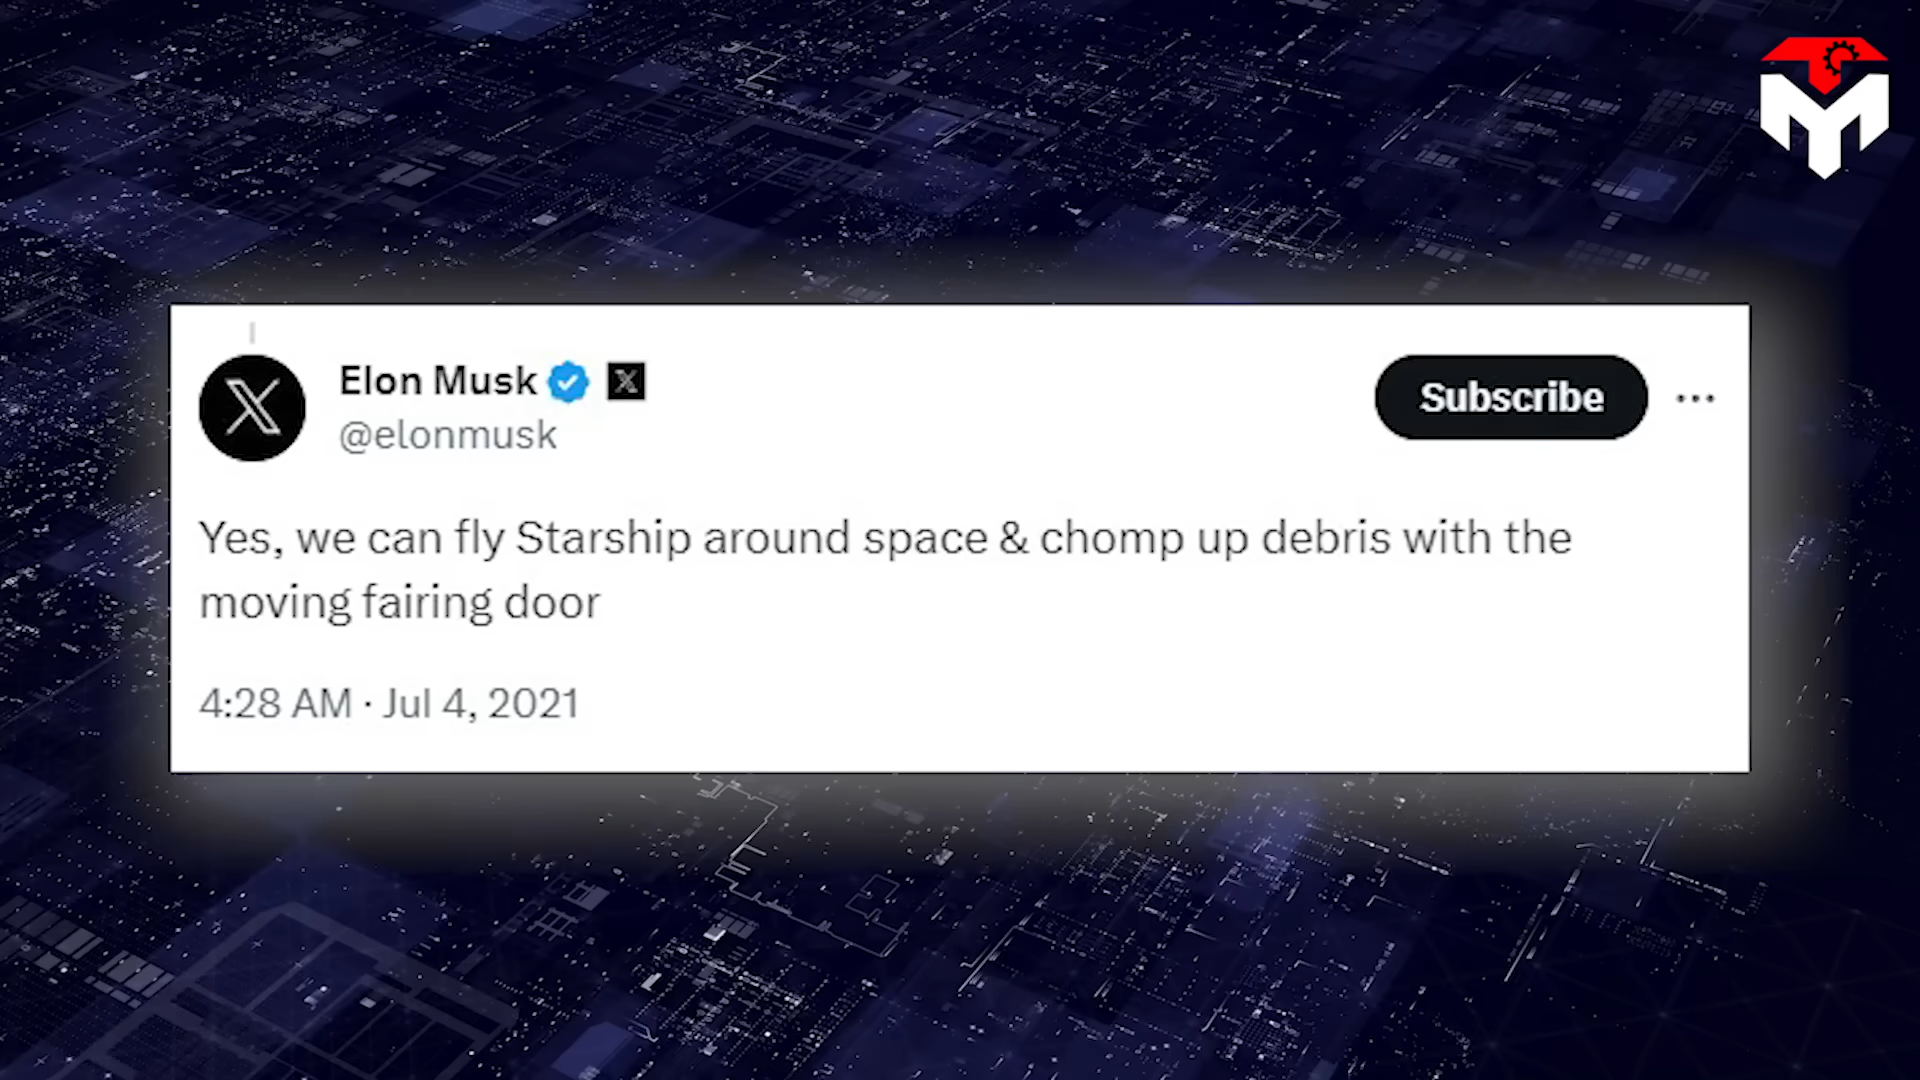 Elon Musk
Subscribe
@elonmusk
Yes, we can fly Starship around space & chomp up debris with the
moving fairing door
4:28 AM · Jul 4, 2021